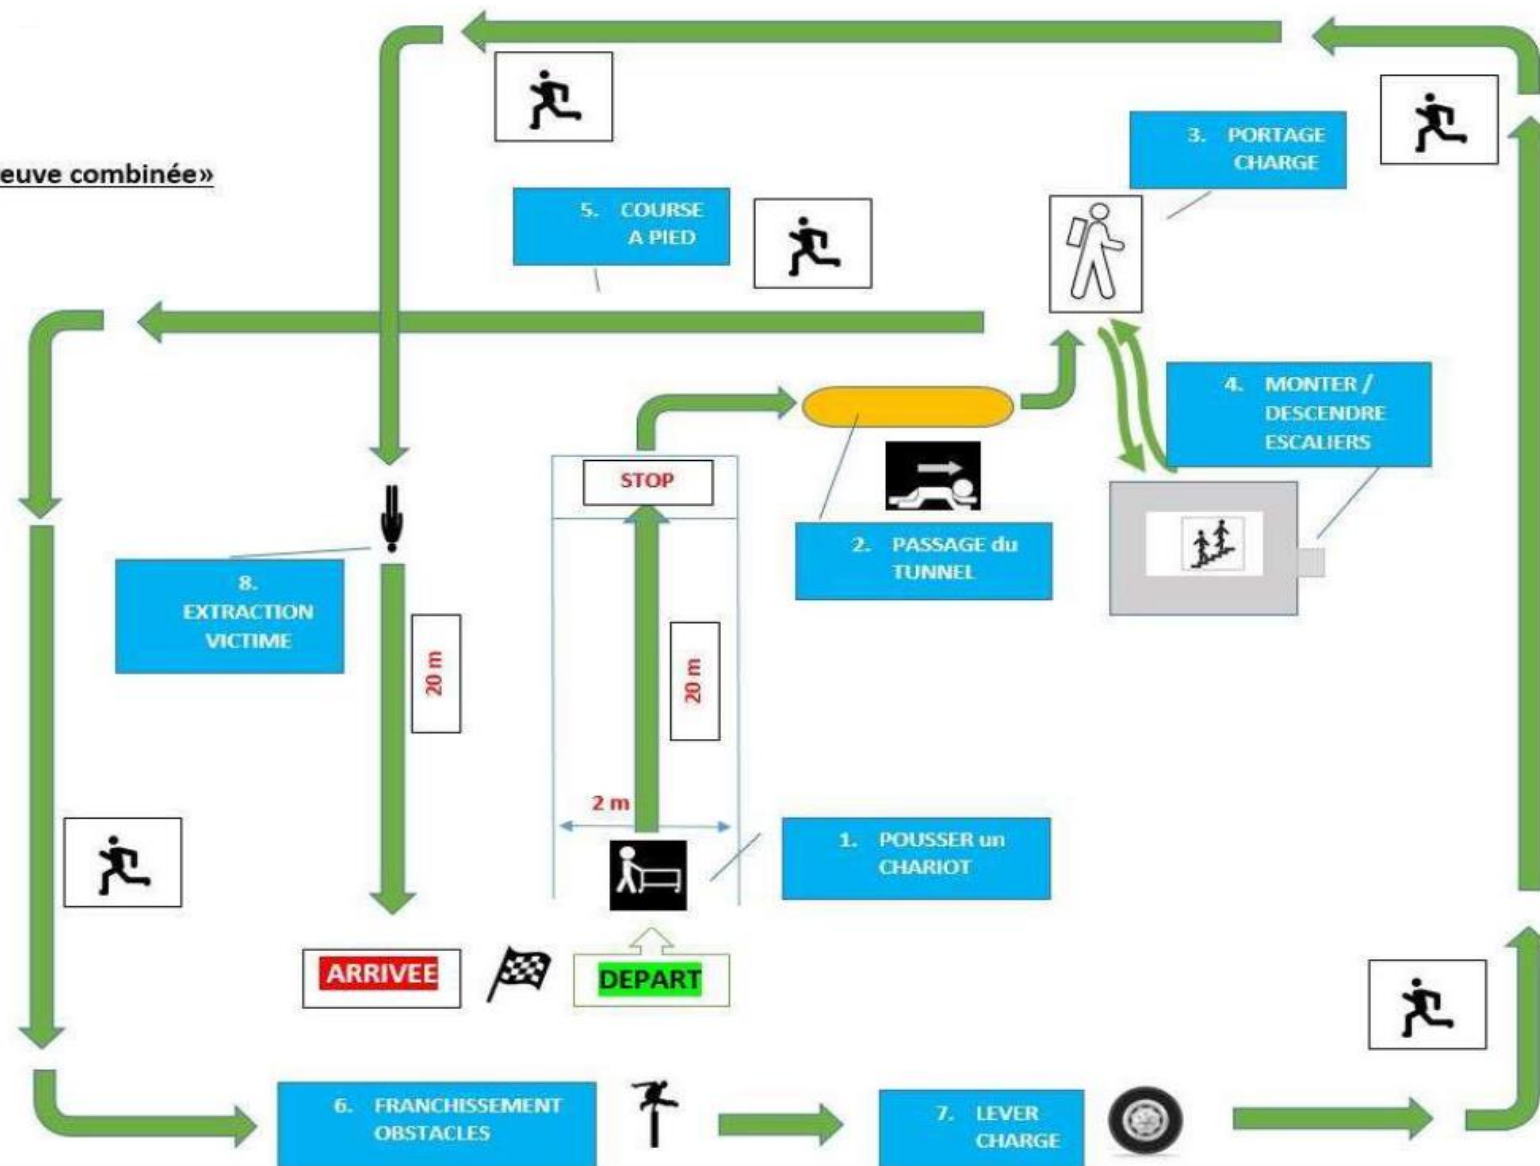 euve combinée»
3. PORTAGE
CHARGE
5. COURSE
A PIED
4. MONTER /
DESCENDRE
ESCALIERS
STOP
2. PASSAGE du
TUNNEL
8.
EXTRACTION
VICTIME
20 m
20 m
2 m
1. POUSSER un
CHARIOT
ARRIVEE
DEPART
6. FRANCHISSEMENT
OBSTACLES
7. LEVER
CHARGE